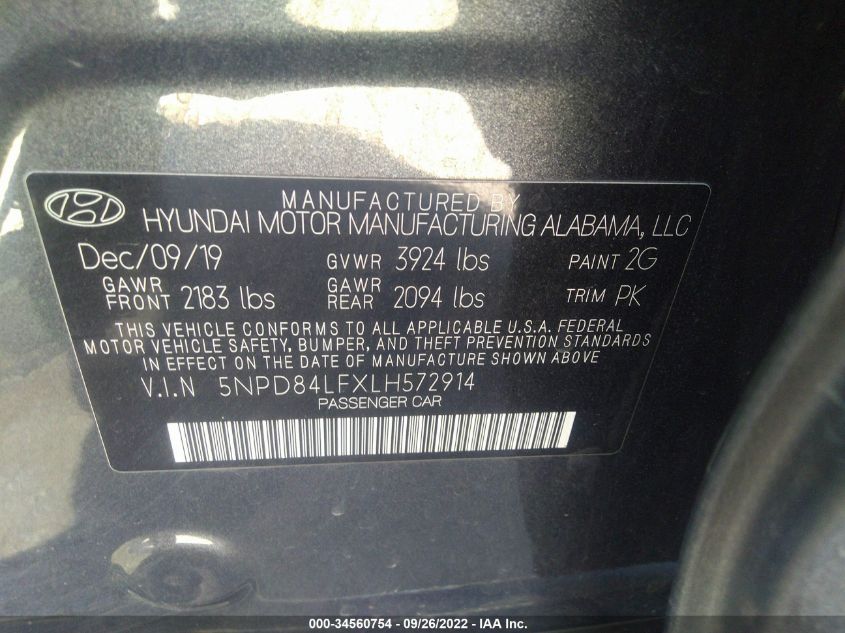 MANUFACTURED BY
HYUNDAI MOTOR MANUFACTURING ALABAMA, LLC
Dec/09/19 GVWR 3924 lbs PAINT 2G
GAWR FRONT 2183 lbs GAWR REAR 2094 lbs TRIM PK
THIS VEHICLE CONFORMS TO ALL APPLICABLE U.S.A. FEDERAL
MOTOR VEHICLE SAFETY, BUMPER, AND THEFT PREVENTION STANDARDS
IN EFFECT ON THE DATE OF MANUFACTURE SHOWN ABOVE
V.I.N 5NPD84LFXLH572914
PASSENGER CAR
000-34560754 - 09/26/2022 - IAA Inc.